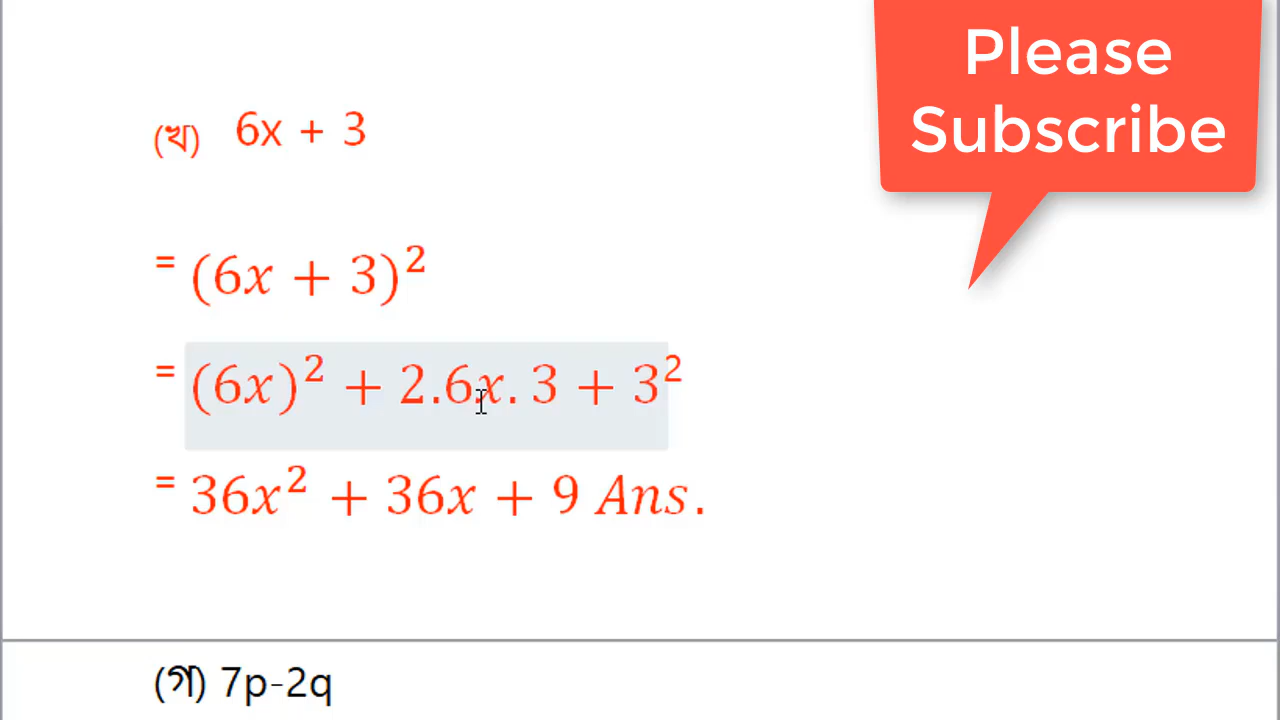 Please
Subscribe
(খ) 6x + 3
= (6x + 3)²
= (6x)² + 2.6x. 3 + 3²
= 36x² + 36x + 9 Ans.
(গ) 7p-2q